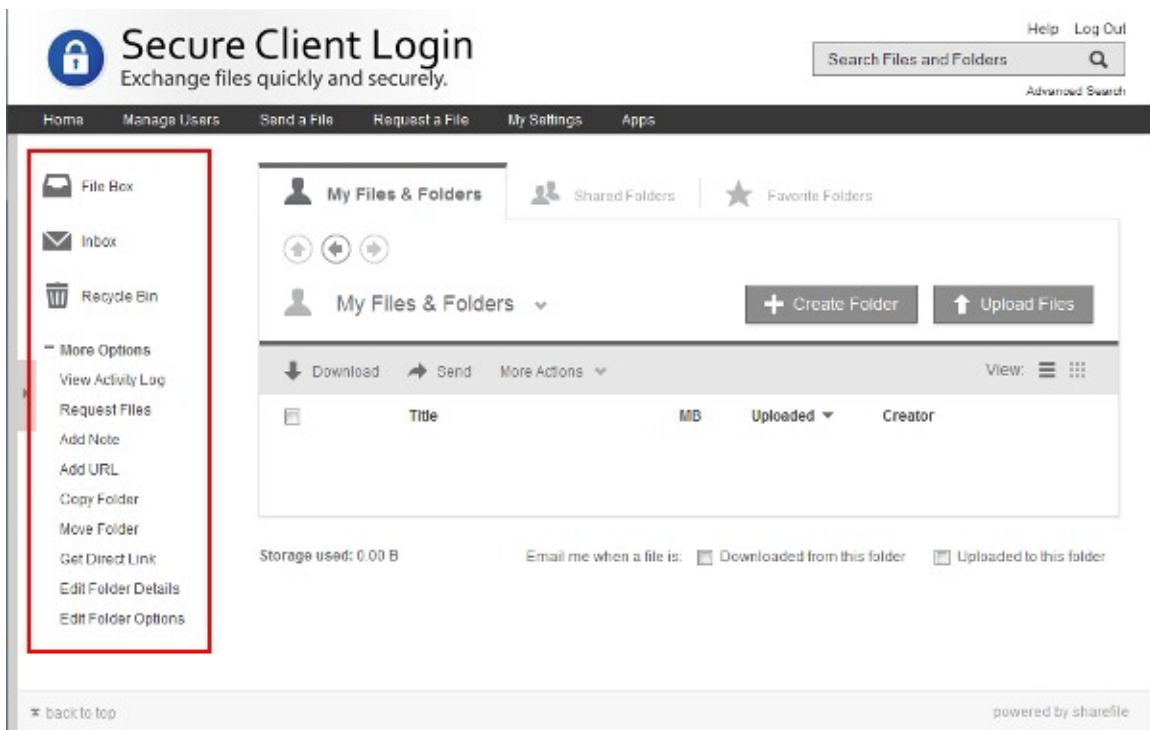 Secure Client Login
Exchange files quickly and securely.
Help Log Out
Search Files and Folders
Advanced Search
Home Manage Users Send a File Request a File My Settings Apps
File Box
Inbox
Recycle Bin
More Options
View Activity Log
Request Files
Add Note
Add URL
Copy Folder
Move Folder
Get Direct Link
Edit Folder Details
Edit Folder Options
My Files & Folders Shared Folders Favorite Folders
My Files & Folders
Create Folder Upload Files
Download Send More Actions View:
Title MB Uploaded Creator
Storage used: 0.00 B Email me when a file is: Downloaded from this folder Uploaded to this folder
back to top powered by sharefile